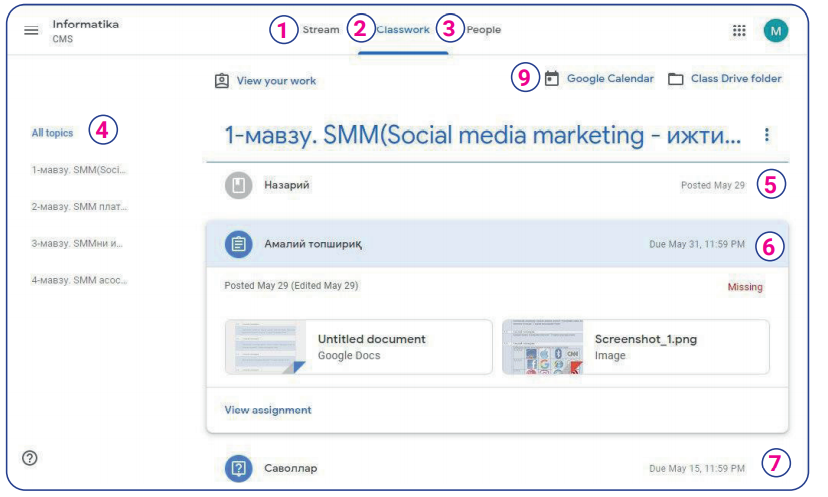 Informatika
CMS
1 Stream 2 Classwork 3 People
M
View your work
9 Google Calendar Class Drive folder
All topics 4
1-мавзу. SMM(Soci...
2-мавзу. SMM плат...
3-мавзу. SMMни и...
4-мавзу. SMM асос...
1-мавзу. SMM(Social media marketing - ижти...
Назарий Posted May 29 5
Амалий топшириқ Due May 31, 11:59 PM 6
Posted May 29 (Edited May 29) Missing
Untitled document
Google Docs
Screenshot_1.png
Image
View assignment
Саволлар Due May 15, 11:59 PM 7